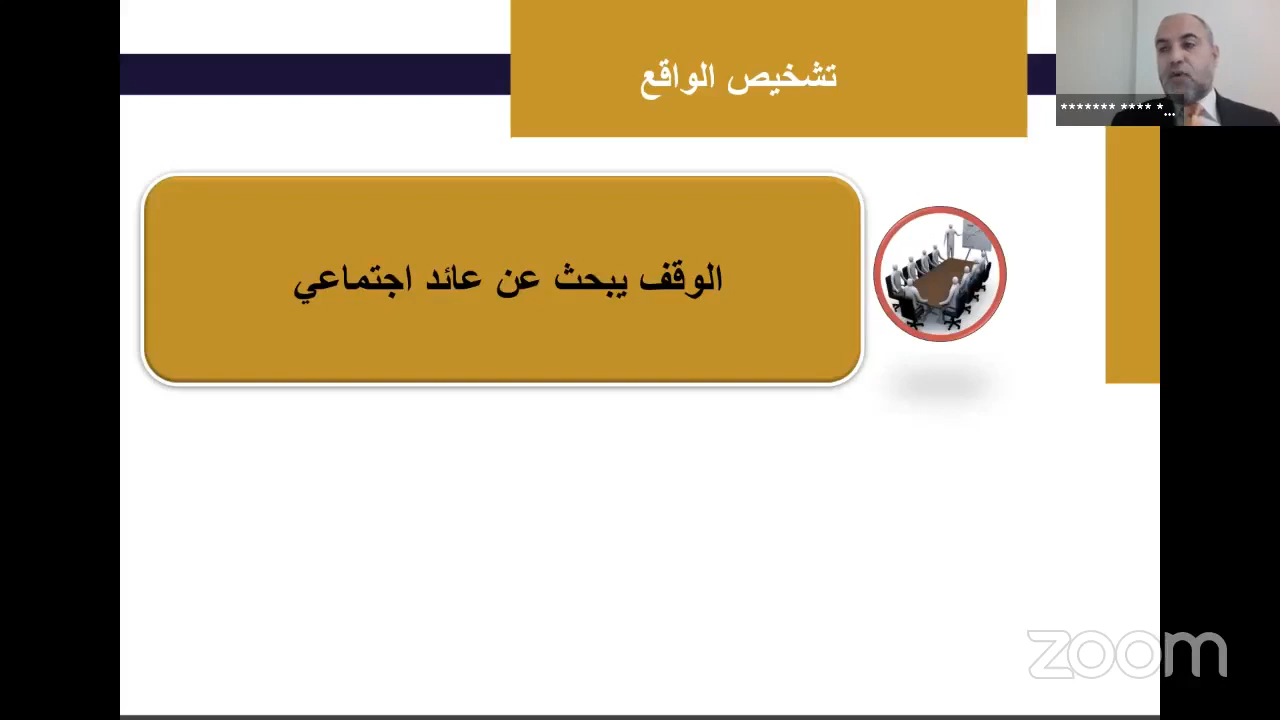 تشخيص الواقع
******* **** *...
الوقف يبحث عن عائد اجتماعي
zoom